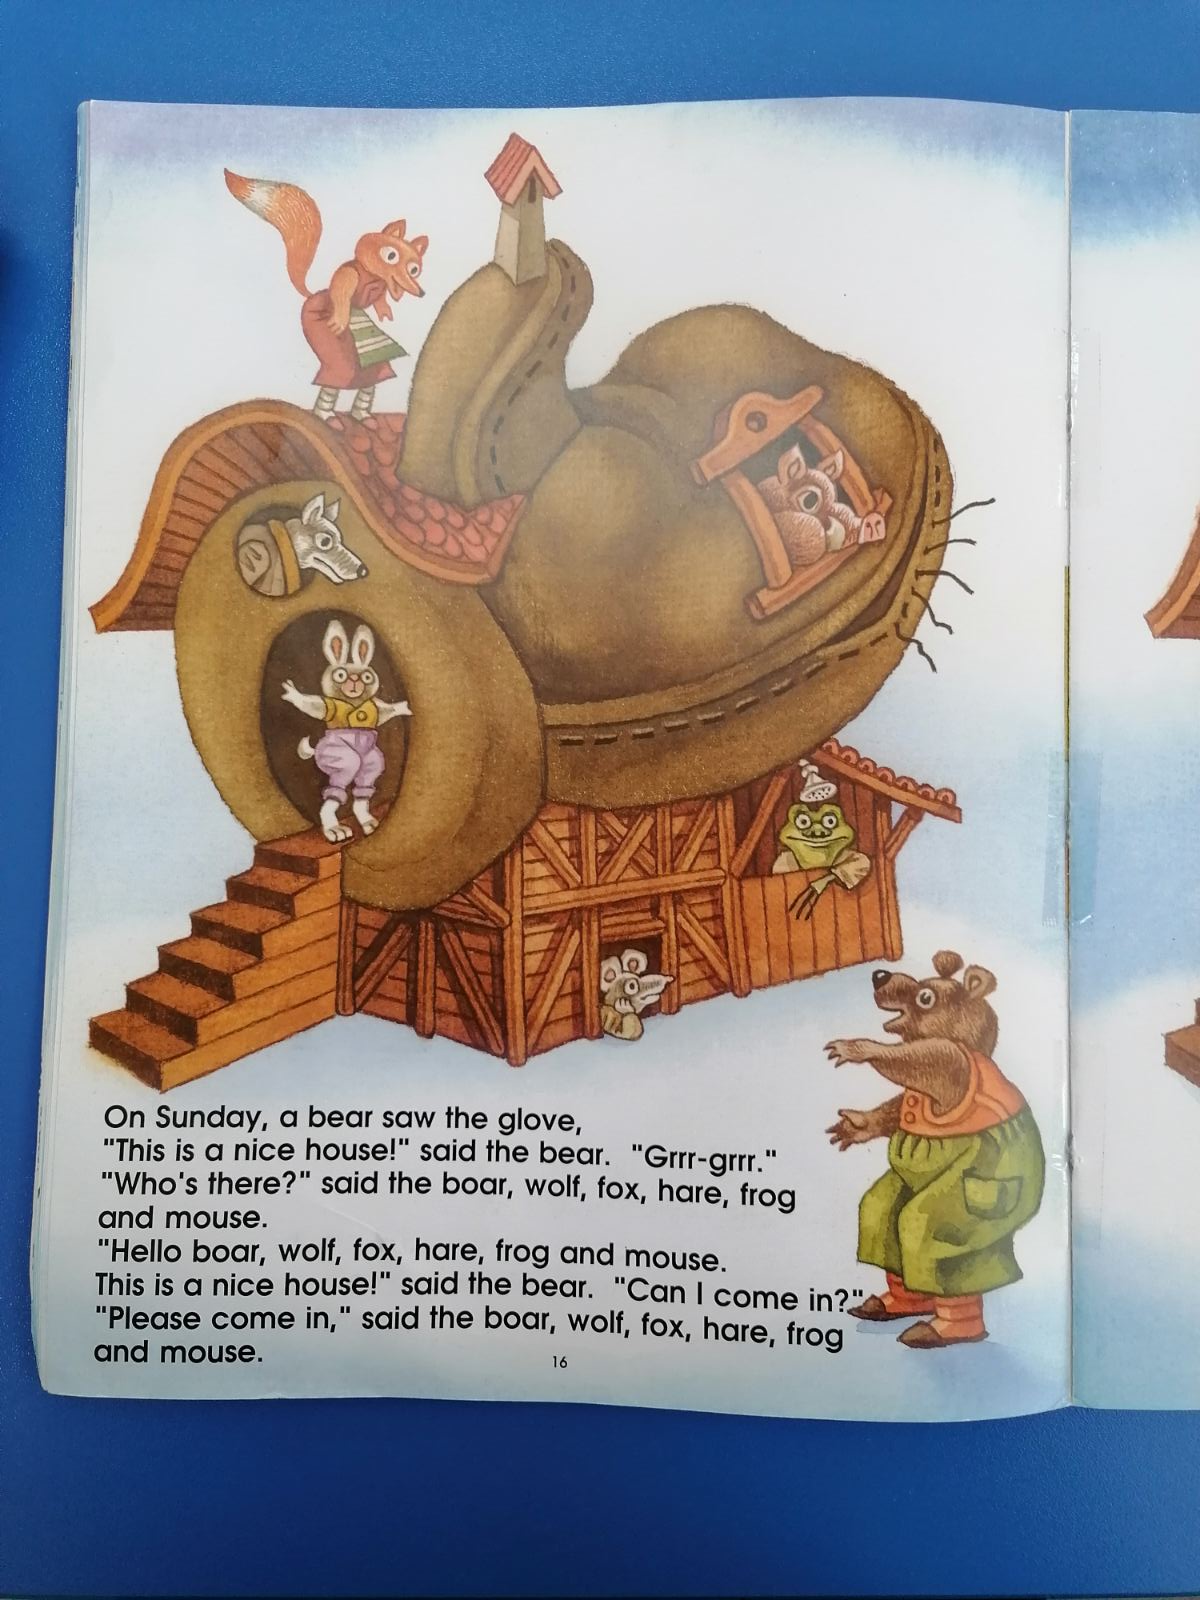 On Sunday, a bear saw the glove,
"This is a nice house!" said the bear. "Grrr-grrr."
"Who's there?" said the boar, wolf, fox, hare, frog
and mouse.
"Hello boar, wolf, fox, hare, frog and mouse.
This is a nice house!" said the bear. "Can I come in?"
"Please come in," said the boar, wolf, fox, hare, frog
and mouse.
16